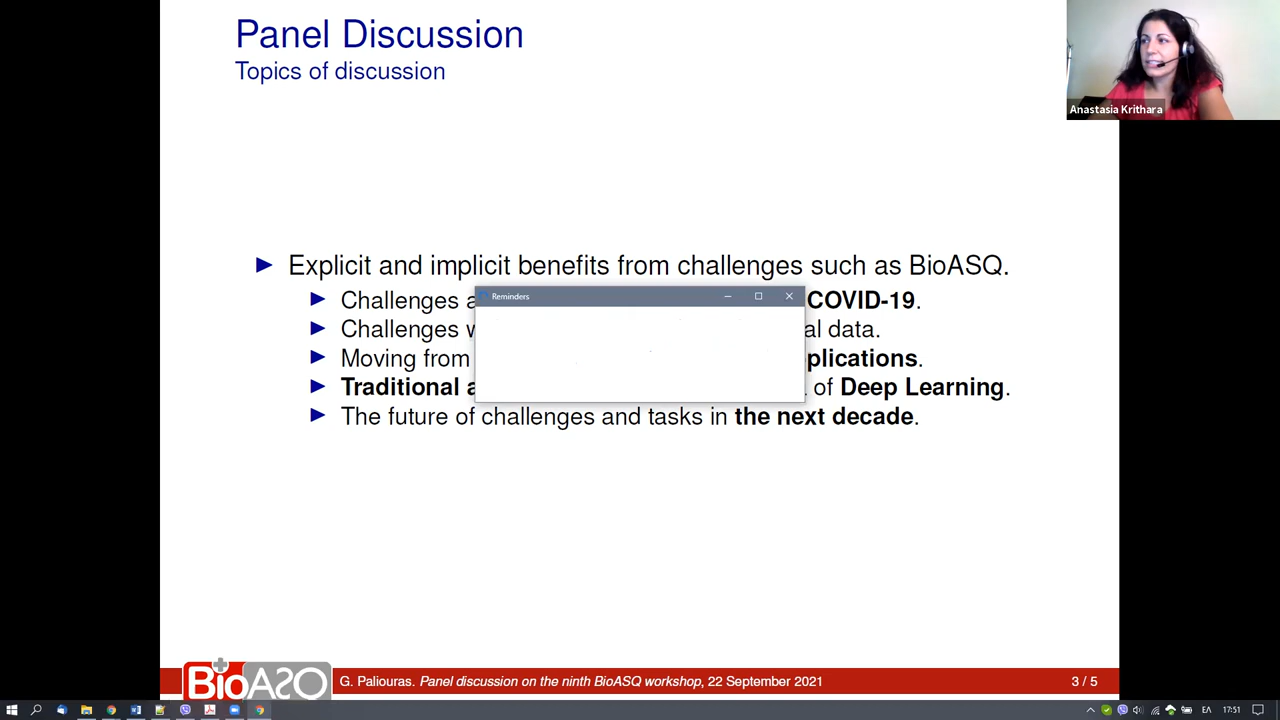 Panel Discussion
Topics of discussion
Anastasia Krithara
▶ Explicit and implicit benefits from challenges such as BioASQ.
▶ Challenges COVID-19.
▶ Challenges data.
▶ Moving from
▶ Traditional of Deep Learning.
▶ The future of challenges and tasks in the next decade.
Reminders
BioASQ
G. Paliouras. Panel discussion on the ninth BioASQ workshop, 22 September 2021
3 / 5
ΕΛ
17:51